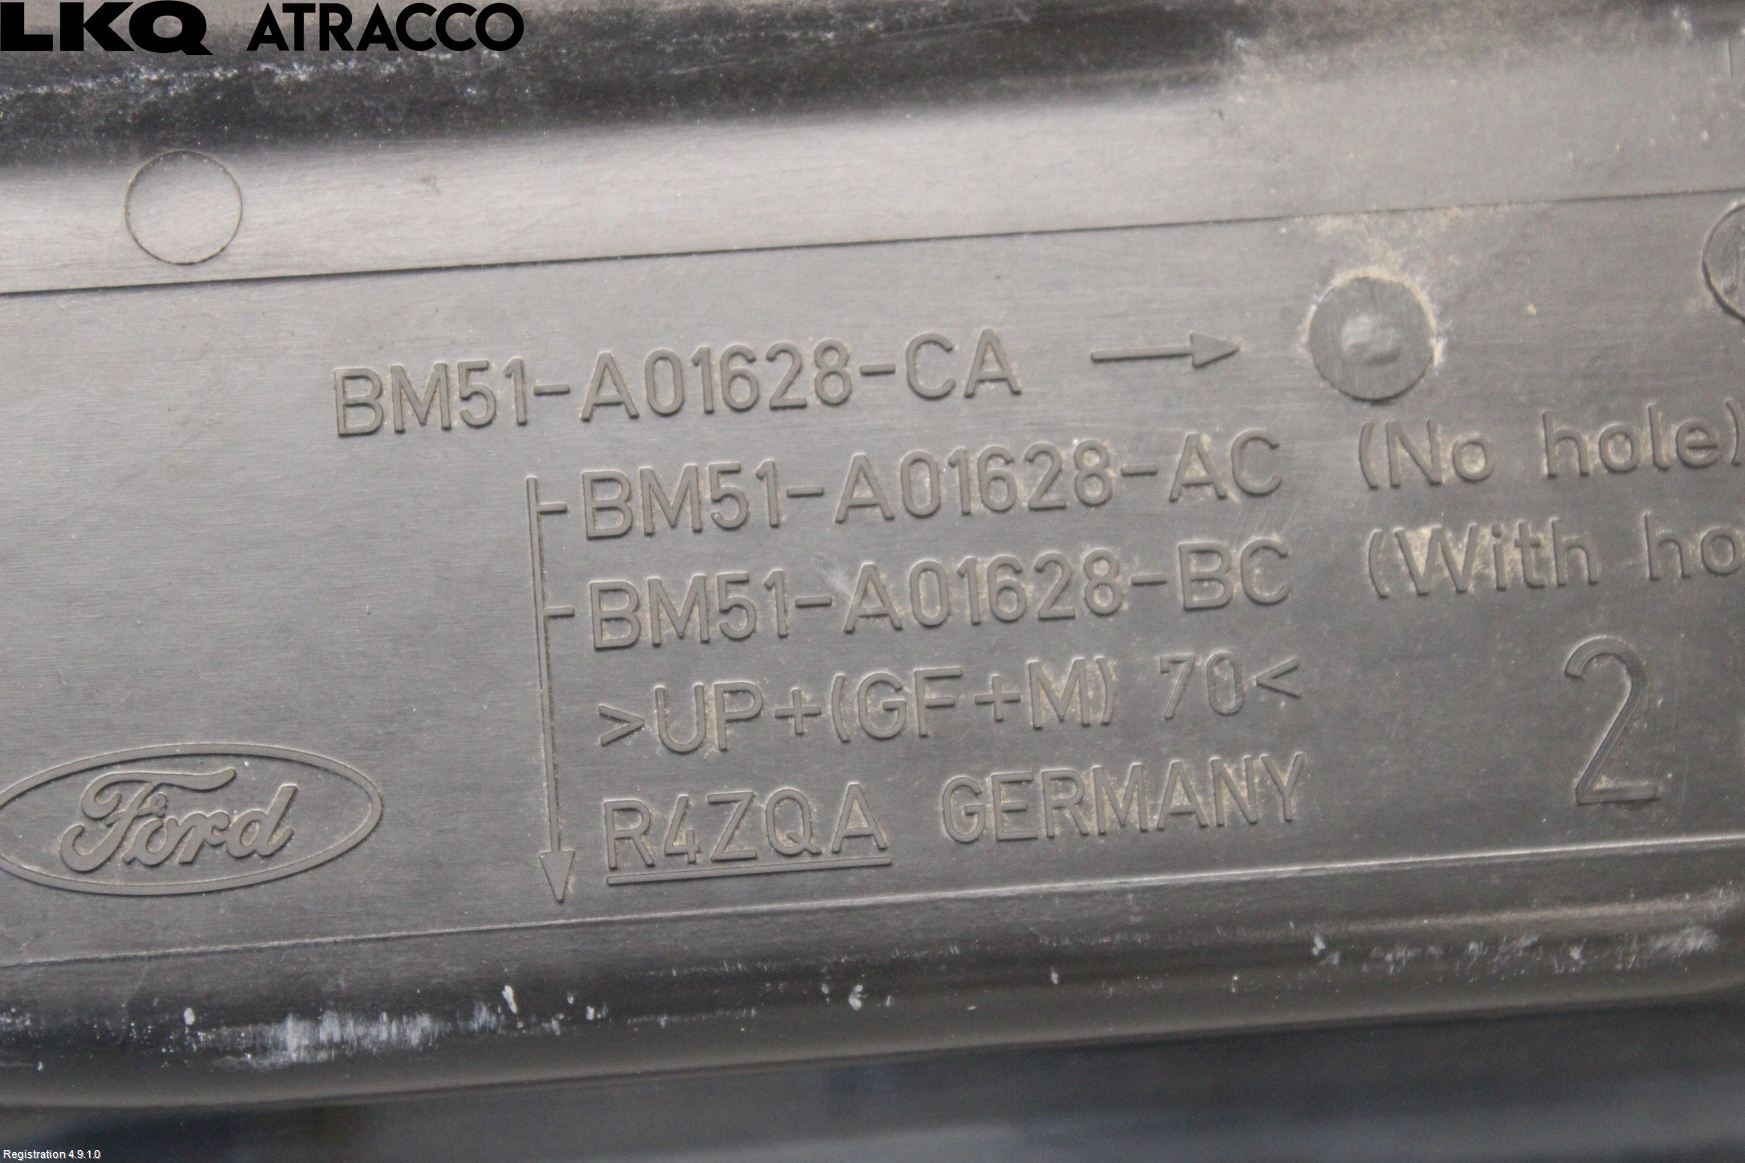 LKQ ATRACCO
BM51-A01628-CA
BM51-A01628-AC (No hole)
BM51-A01628-BC (With
>UP+(GF+M) 70<
2
R4ZQA GERMANY
Ford
Registration 4.9.1.0